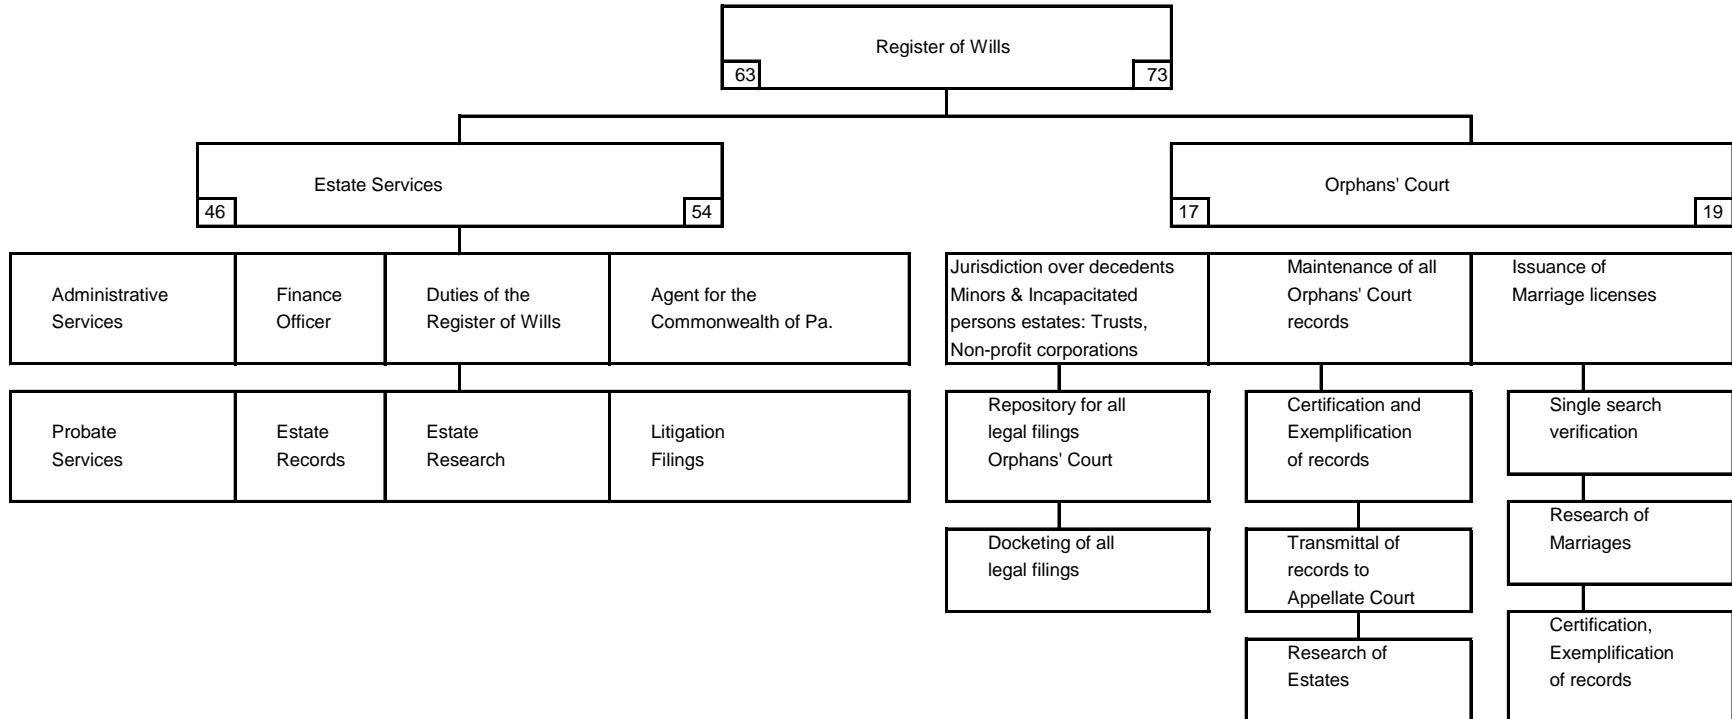 Register of Wills
63
73
Estate Services
46
54
Orphans' Court
17
19
Administrative
Services
Finance
Officer
Duties of the
Register of Wills
Agent for the
Commonwealth of Pa.
Jurisdiction over decedents
Minors & Incapacitated
persons estates: Trusts,
Non-profit corporations
Maintenance of all
Orphans' Court
records
Issuance of
Marriage licenses
Probate
Services
Estate
Records
Estate
Research
Litigation
Filings
Repository for all
legal filings
Orphans' Court
Certification and
Exemplification
of records
Single search
verification
Docketing of all
legal filings
Transmittal of
records to
Appellate Court
Research of
Marriages
Research of
Estates
Certification,
Exemplification
of records